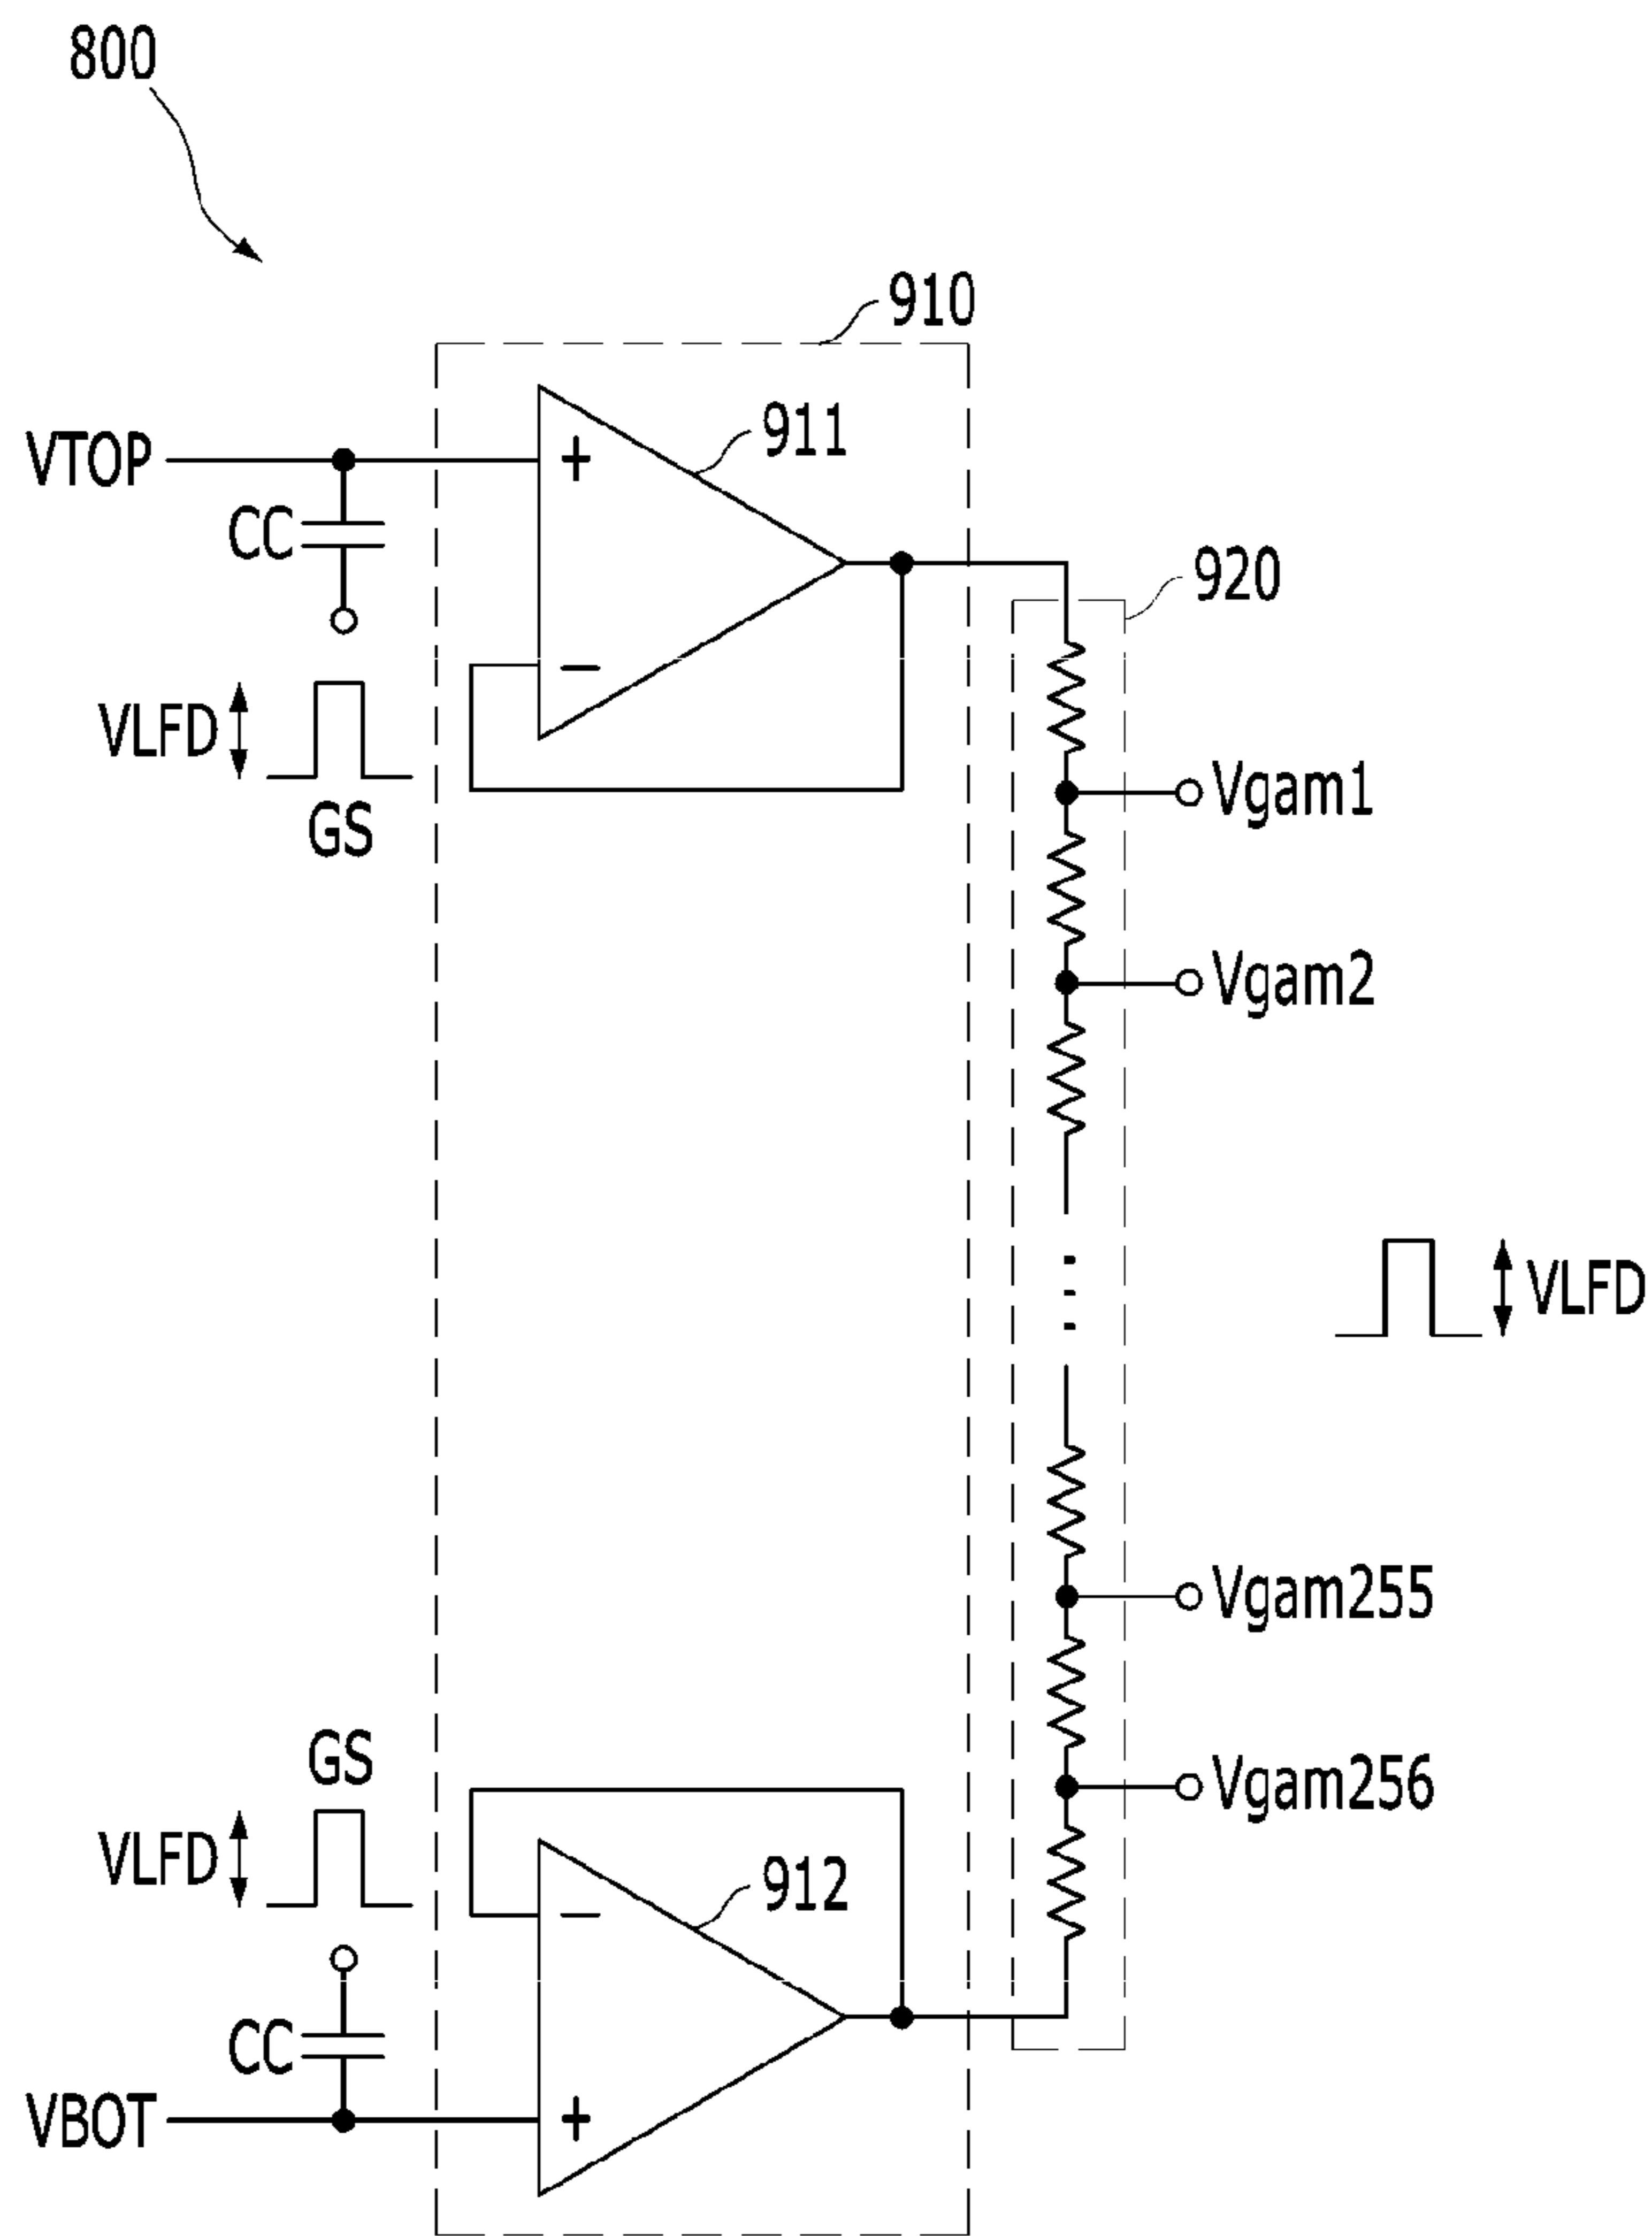 800
910
VTOP
+
911
CC
920
−
VLFD
GS
Vgam1
Vgam2
VLFD
Vgam255
GS
Vgam256
VLFD
912
−
CC
VBOT
+